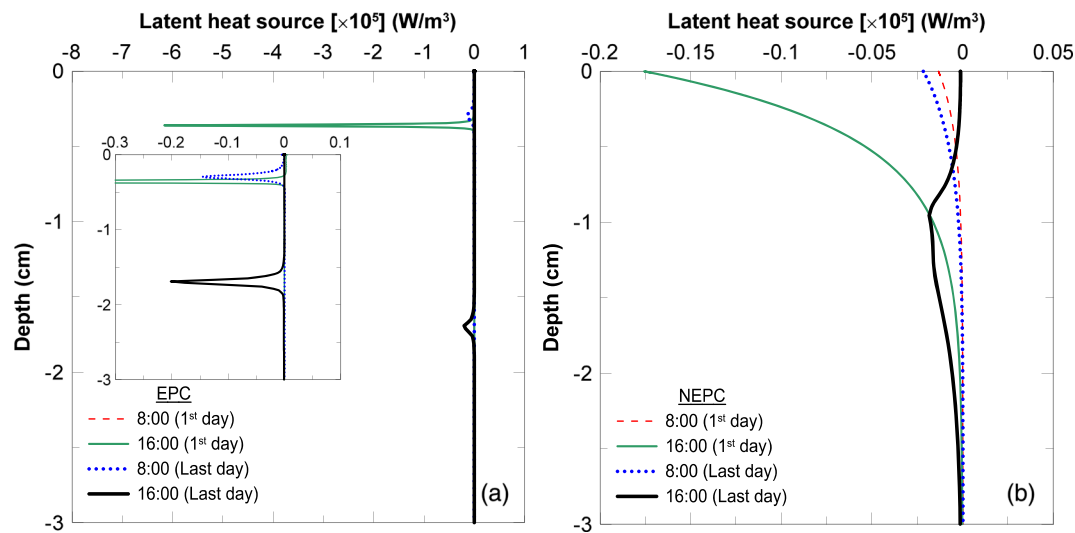 Latent heat source [×10⁵] (W/m³)
-8 -7 -6 -5 -4 -3 -2 -1 0 1
0
-1
-2
-3
Depth (cm)
-0.3 -0.2 -0.1 0 0.1
0
-1
-2
-3
EPC
8:00 (1st day)
16:00 (1st day)
8:00 (Last day)
16:00 (Last day)
(a)
Latent heat source [×10⁵] (W/m³)
-0.2 -0.15 -0.1 -0.05 0 0.05
0
-1
-2
-3
Depth (cm)
NEPC
8:00 (1st day)
16:00 (1st day)
8:00 (Last day)
16:00 (Last day)
(b)